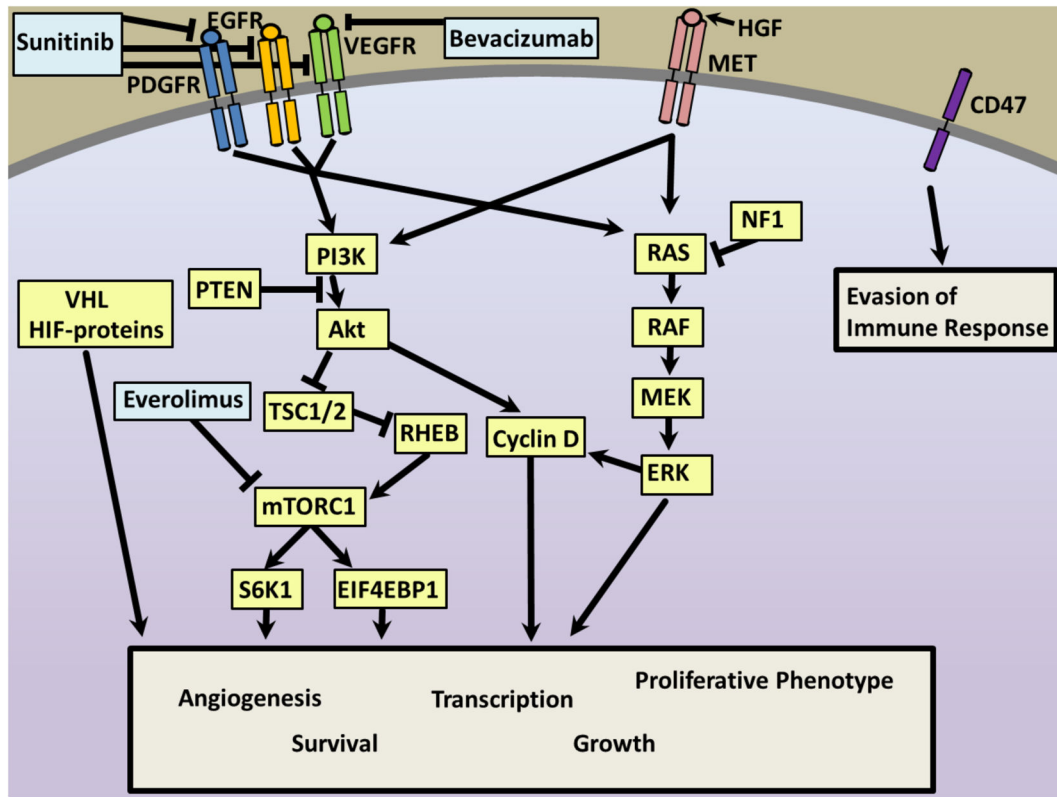 EGFR
Sunitinib
VEGFR
Bevacizumab
HGF
PDGFR
MET
CD47
NF1
PI3K
RAS
PTEN
VHL
HIF-proteins
Akt
RAF
Evasion of
Immune Response
Everolimus
TSC1/2
MEK
RHEB
Cyclin D
ERK
mTORC1
S6K1
EIF4EBP1
Angiogenesis
Transcription
Proliferative Phenotype
Survival
Growth